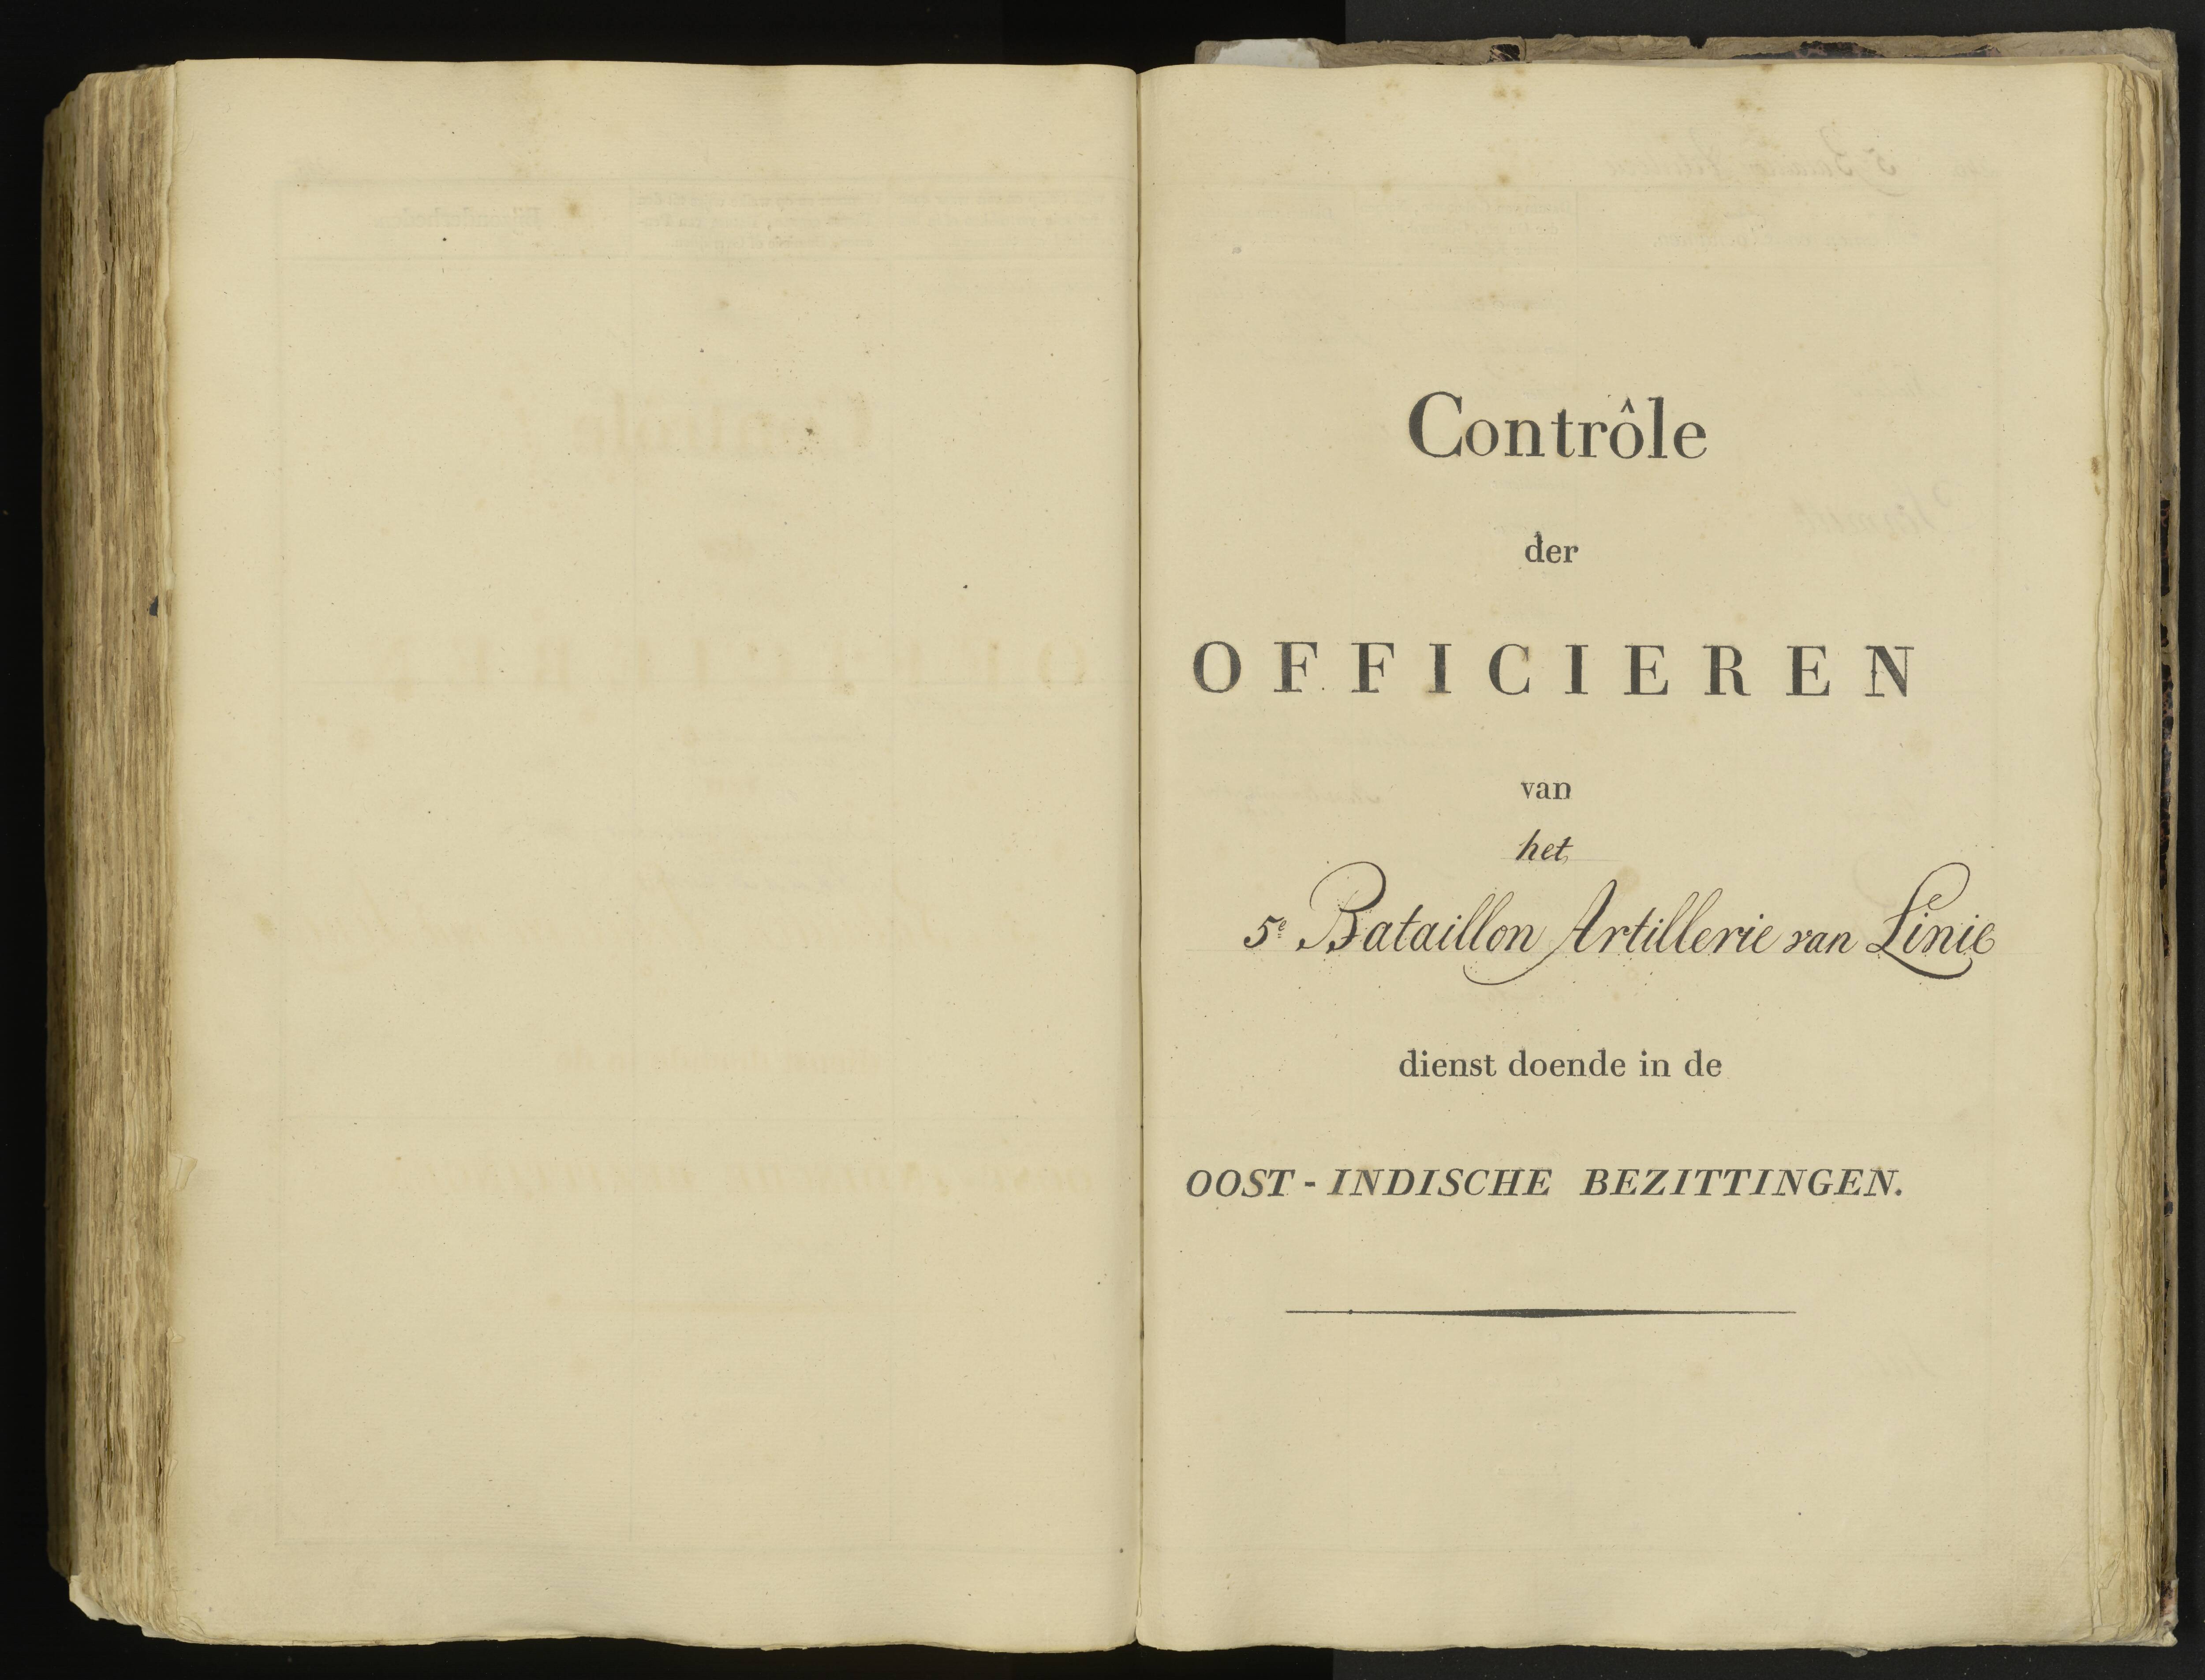 Contrôle
der
OFFICIEREN
van
het
5e Bataillon Artillerie van Linie
dienst doende in de
OOST-INDISCHE BEZITTINGEN.